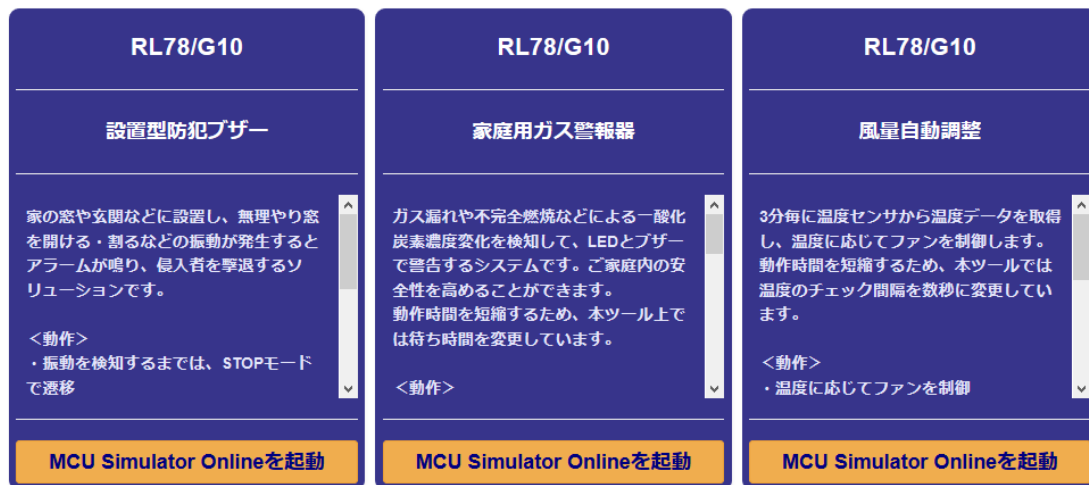 RL78/G10
設置型防犯ブザー
家の窓や玄関などに設置し、無理やり窓
を開ける・割るなどの振動が発生すると
アラームが鳴り、侵入者を撃退するソ
リューションです。
＜動作＞
・振動を検知するまでは、STOPモード
で遷移
MCU Simulator Onlineを起動
RL78/G10
家庭用ガス警報器
ガス漏れや不完全燃焼などによる一酸化
炭素濃度変化を検知して、LEDとブザー
で警告するシステムです。ご家庭内の安
全性を高めることができます。
動作時間を短縮するため、本ツール上で
は待ち時間を変更しています。
＜動作＞
MCU Simulator Onlineを起動
RL78/G10
風量自動調整
3分毎に温度センサから温度データを取得
し、温度に応じてファンを制御します。
動作時間を短縮するため、本ツールでは
温度のチェック間隔を数秒に変更してい
ます。
＜動作＞
・温度に応じてファンを制御
MCU Simulator Onlineを起動